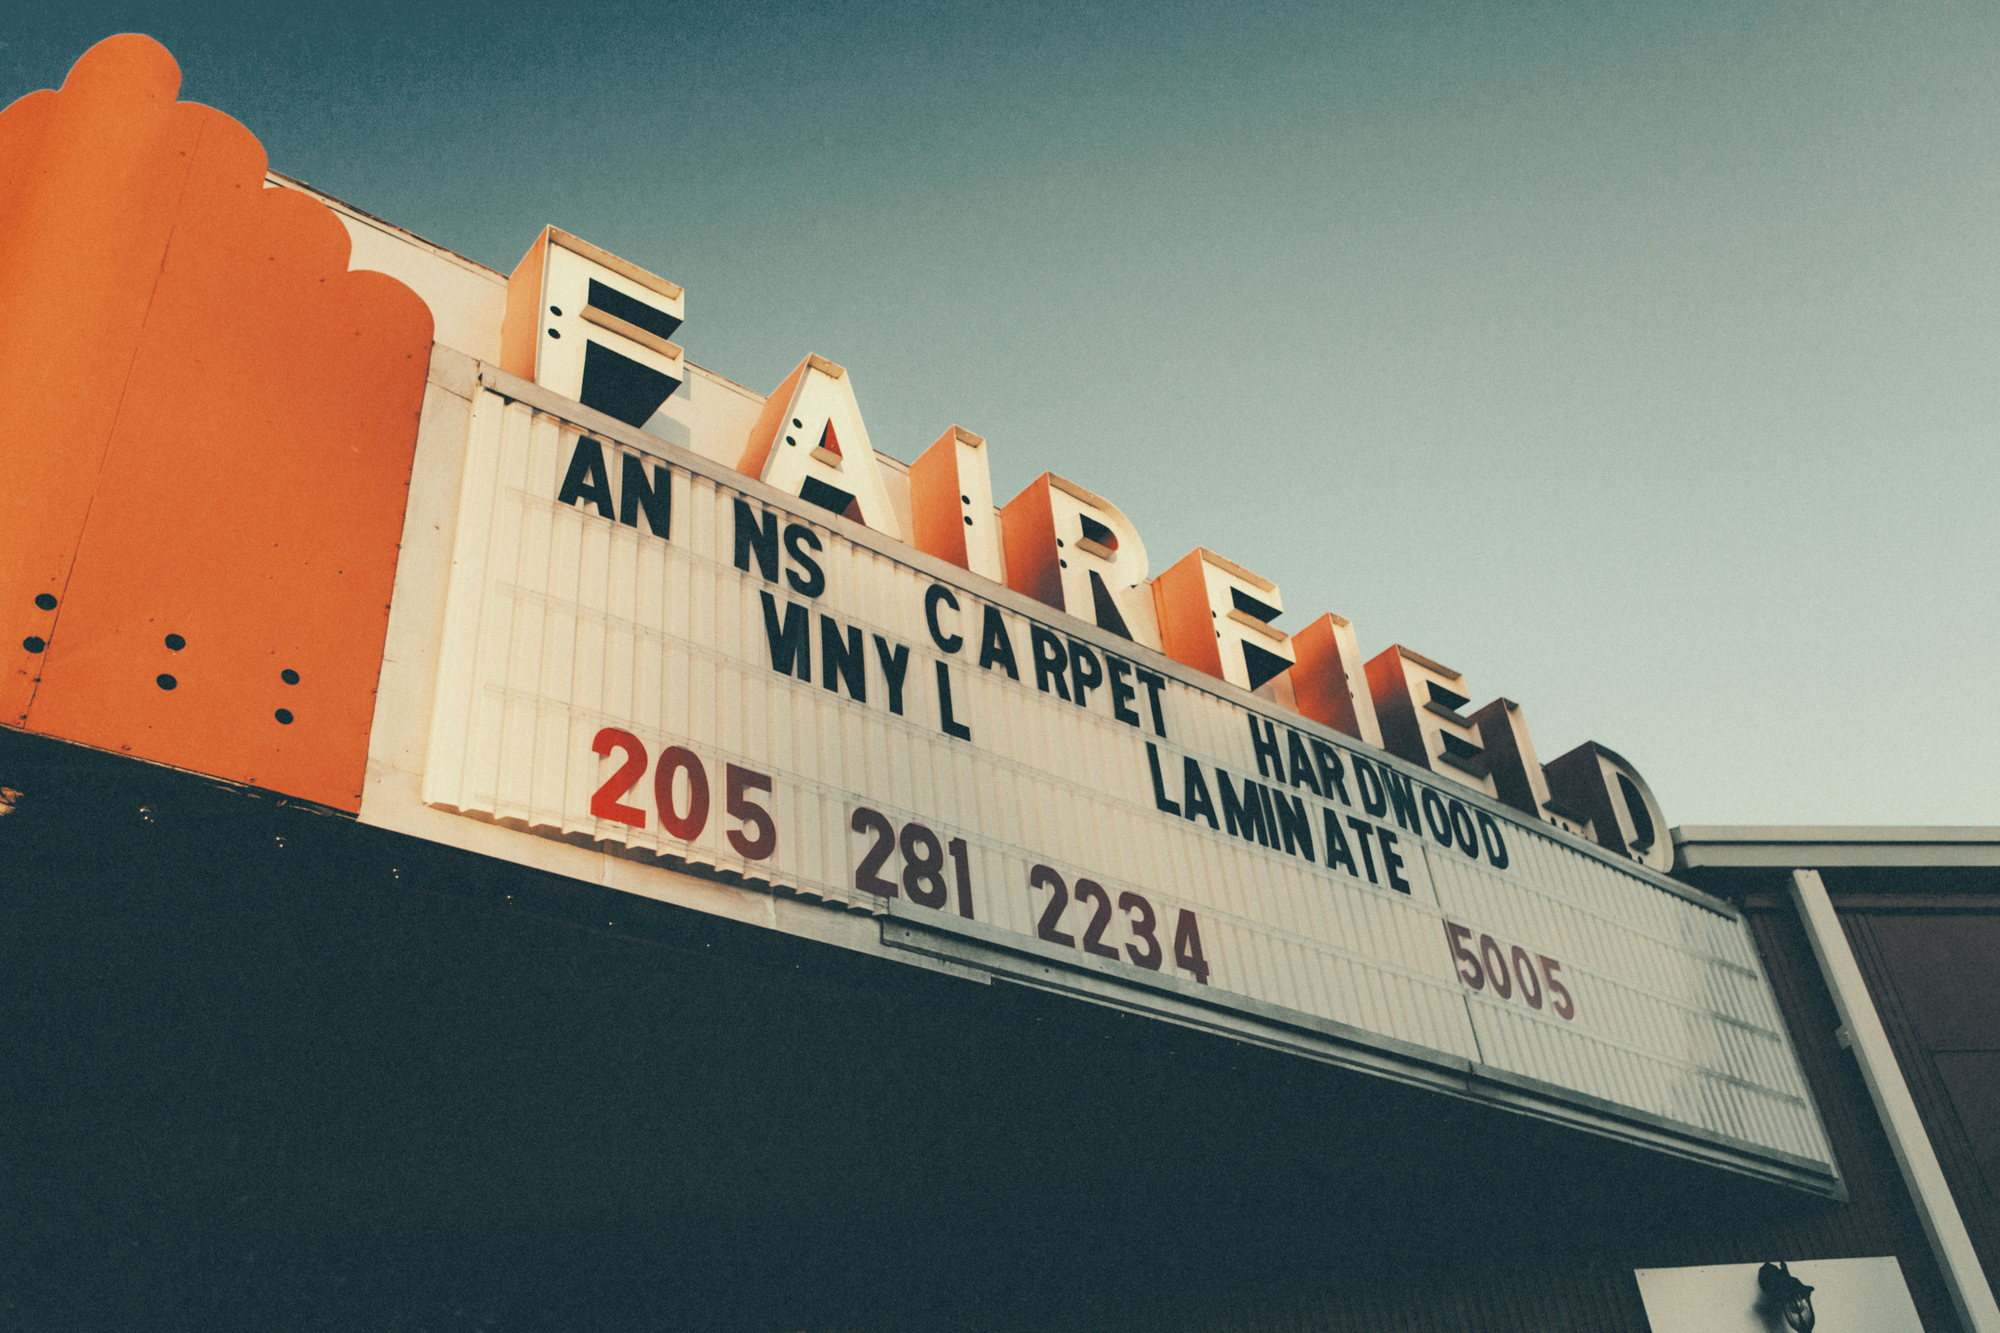 FAIRFIELD
AN NS CARPET HARDWOOD
VINYL LAMINATE
205 281 2234 5005